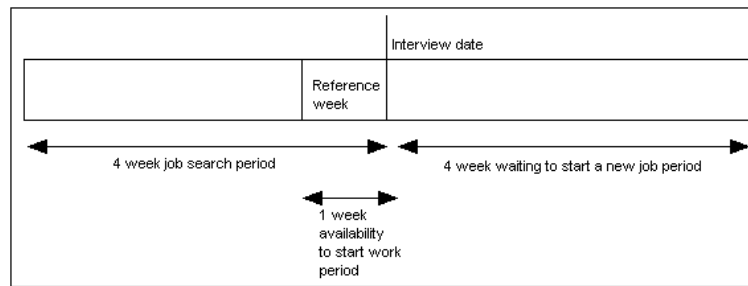 Interview date
Reference
week
4 week job search period
4 week waiting to start a new job period
1 week
availability
to start work
period